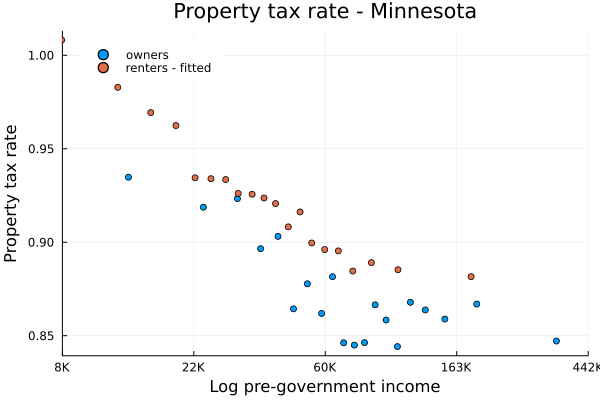 Property tax rate - Minnesota
owners
renters - fitted
1.00
0.95
0.90
0.85
Property tax rate
8K 22K 60K 163K 442K
Log pre-government income